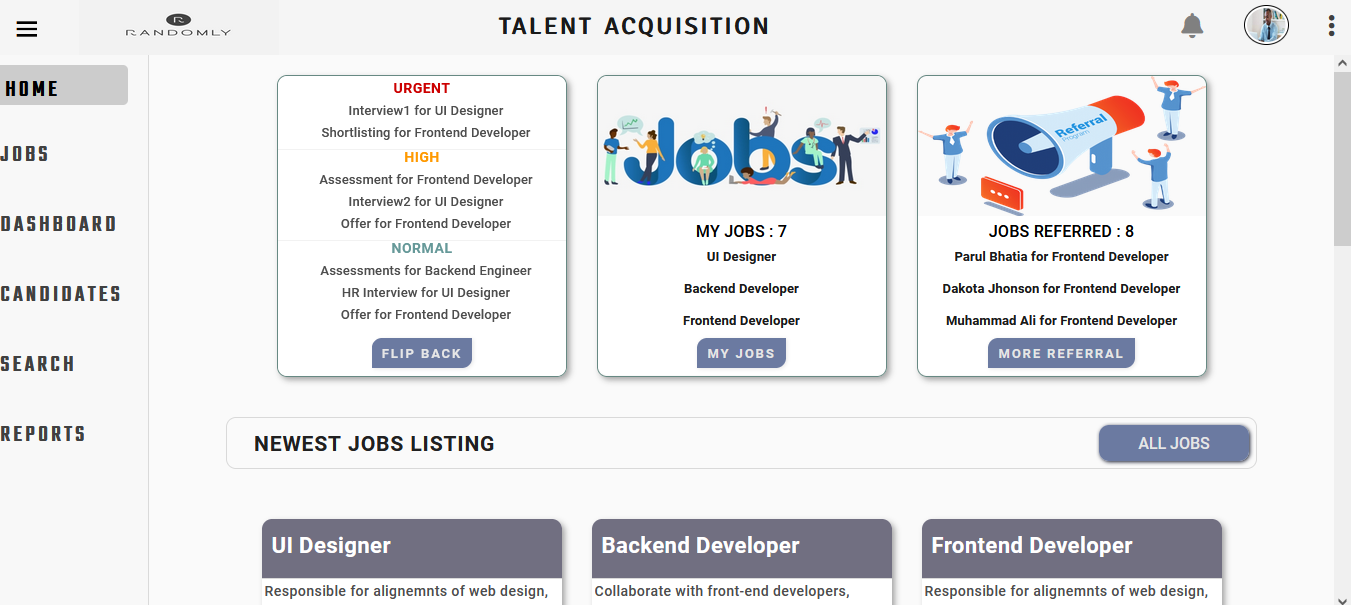 RANDOMLY
TALENT ACQUISITION
HOME
JOBS
DASHBOARD
CANDIDATES
SEARCH
REPORTS
URGENT
Interview1 for UI Designer
Shortlisting for Frontend Developer
HIGH
Assessment for Frontend Developer
Interview2 for UI Designer
Offer for Frontend Developer
NORMAL
Assessments for Backend Engineer
HR Interview for UI Designer
Offer for Frontend Developer
FLIP BACK
Jobs
MY JOBS : 7
UI Designer
Backend Developer
Frontend Developer
MY JOBS
Referral
Program
JOBS REFERRED : 8
Parul Bhatia for Frontend Developer
Dakota Jhonson for Frontend Developer
Muhammad Ali for Frontend Developer
MORE REFERRAL
NEWEST JOBS LISTING
ALL JOBS
UI Designer
Responsible for alignemnts of web design,
Backend Developer
Collaborate with front-end developers,
Frontend Developer
Responsible for alignemnts of web design,